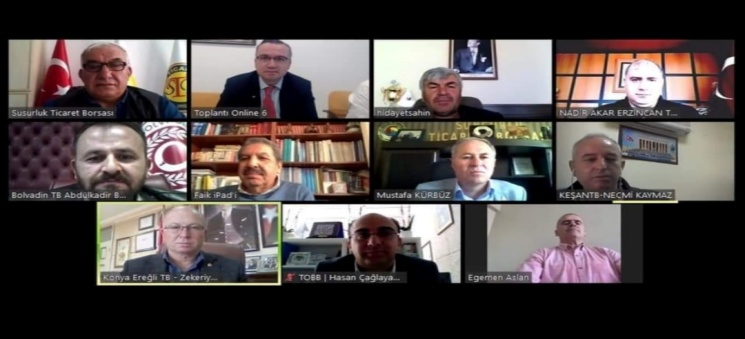 Susurluk Ticaret Borsası
Toplantı Online 6
hidayetsahin
NADİR AKAR ERZİNCAN T...
Bolvadin TB Abdülkadir B...
Faik iPad'i
Mustafa KÜRBÜZ
KEŞANTB-NECMİ KAYMAZ
Konya Ereğli TB - Zekeriy...
TOBB | Hasan Çağlaya...
Egemen Aslan